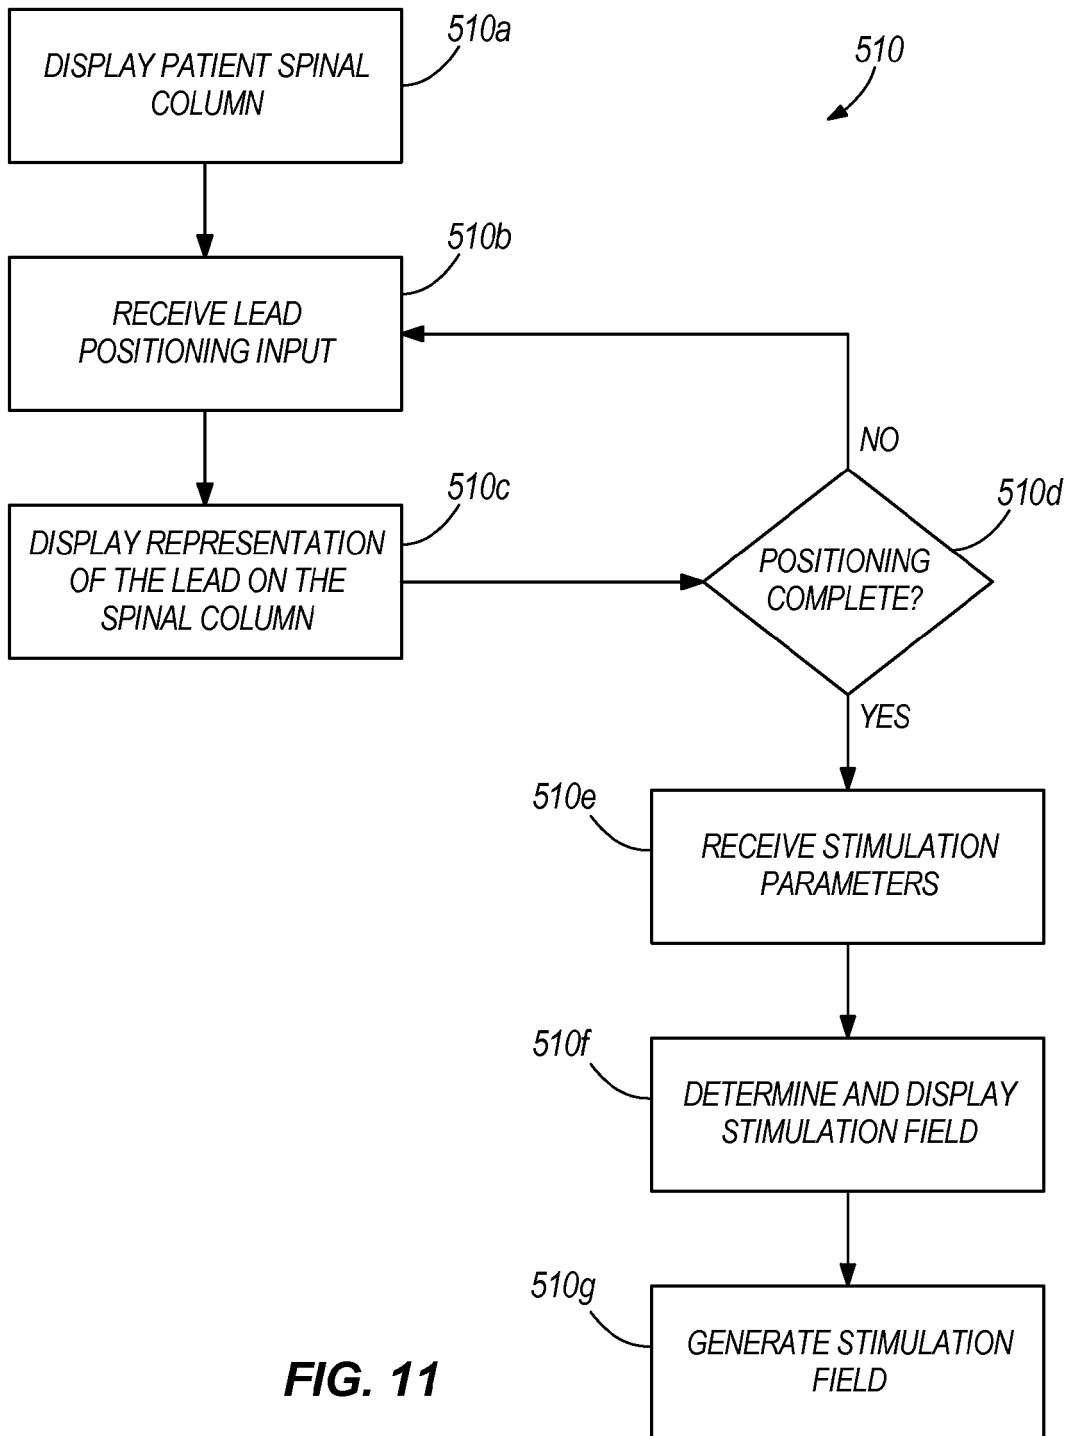 510a
DISPLAY PATIENT SPINAL
COLUMN
510
510b
RECEIVE LEAD
POSITIONING INPUT
NO
510c
DISPLAY REPRESENTATION
OF THE LEAD ON THE
SPINAL COLUMN
510d
POSITIONING
COMPLETE?
YES
510e
RECEIVE STIMULATION
PARAMETERS
510f
DETERMINE AND DISPLAY
STIMULATION FIELD
510g
GENERATE STIMULATION
FIELD
FIG. 11